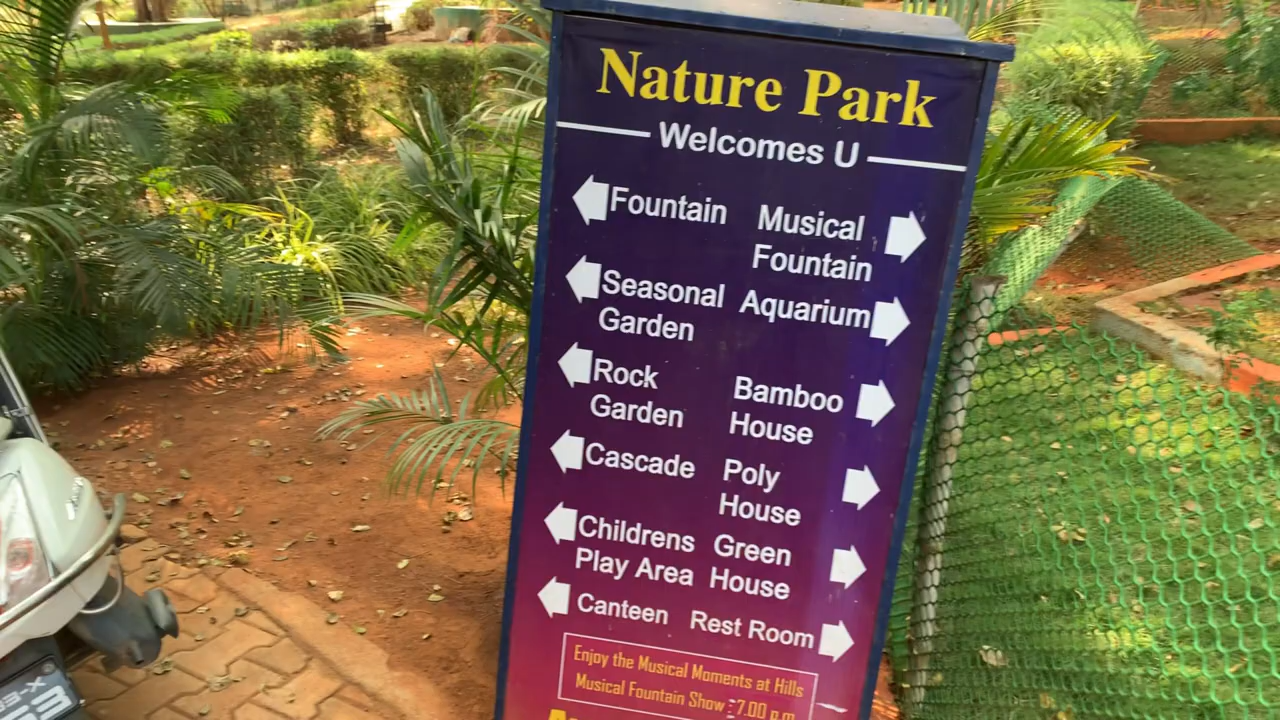 Nature Park
Welcomes U
Fountain
Musical
Fountain
Seasonal
Garden
Aquarium
Rock
Garden
Bamboo
House
Cascade
Poly
House
Childrens
Play Area
Green
House
Canteen
Rest Room
Enjoy the Musical Moments at Hills
Musical Fountain Show : 7.00 p.m